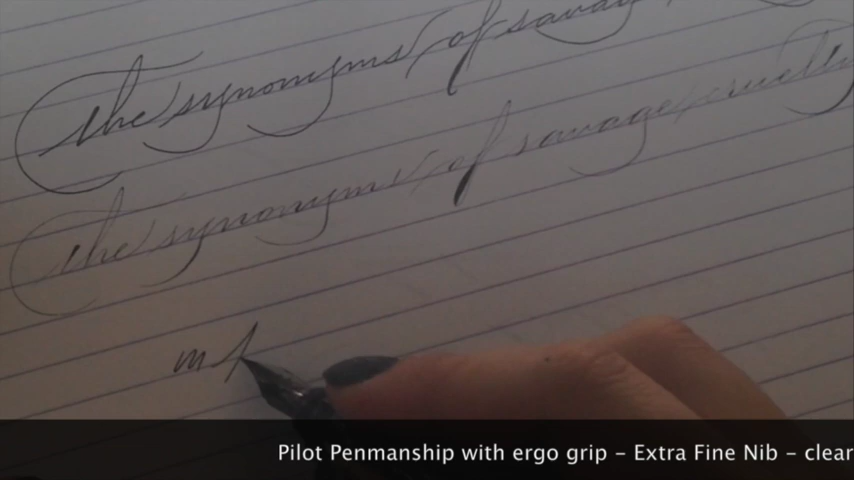 the synonyms of savage
the synonyms of savage cruelty
m
Pilot Penmanship with ergo grip – Extra Fine Nib – clear